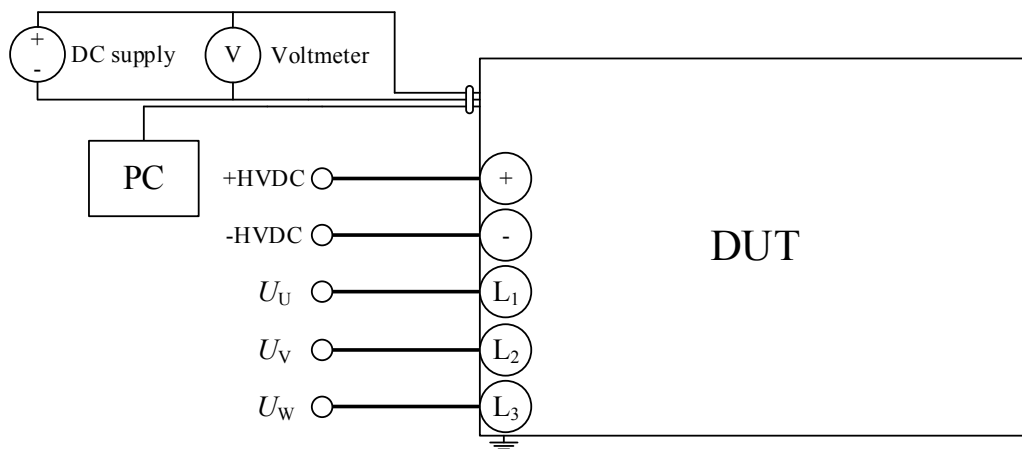 +
-
DC supply
V
Voltmeter
PC
+HVDC
+
-HVDC
-
DUT
U_U
L_1
U_V
L_2
U_W
L_3